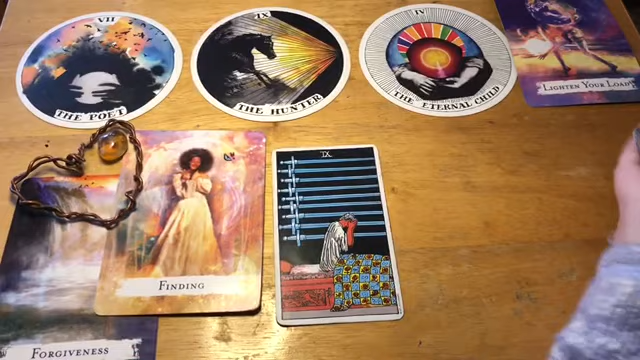 VII
THE POET
IX
THE HUNTER
IV
THE ETERNAL CHILD
LIGHTEN YOUR LOAD
FINDING
IX
FORGIVENESS